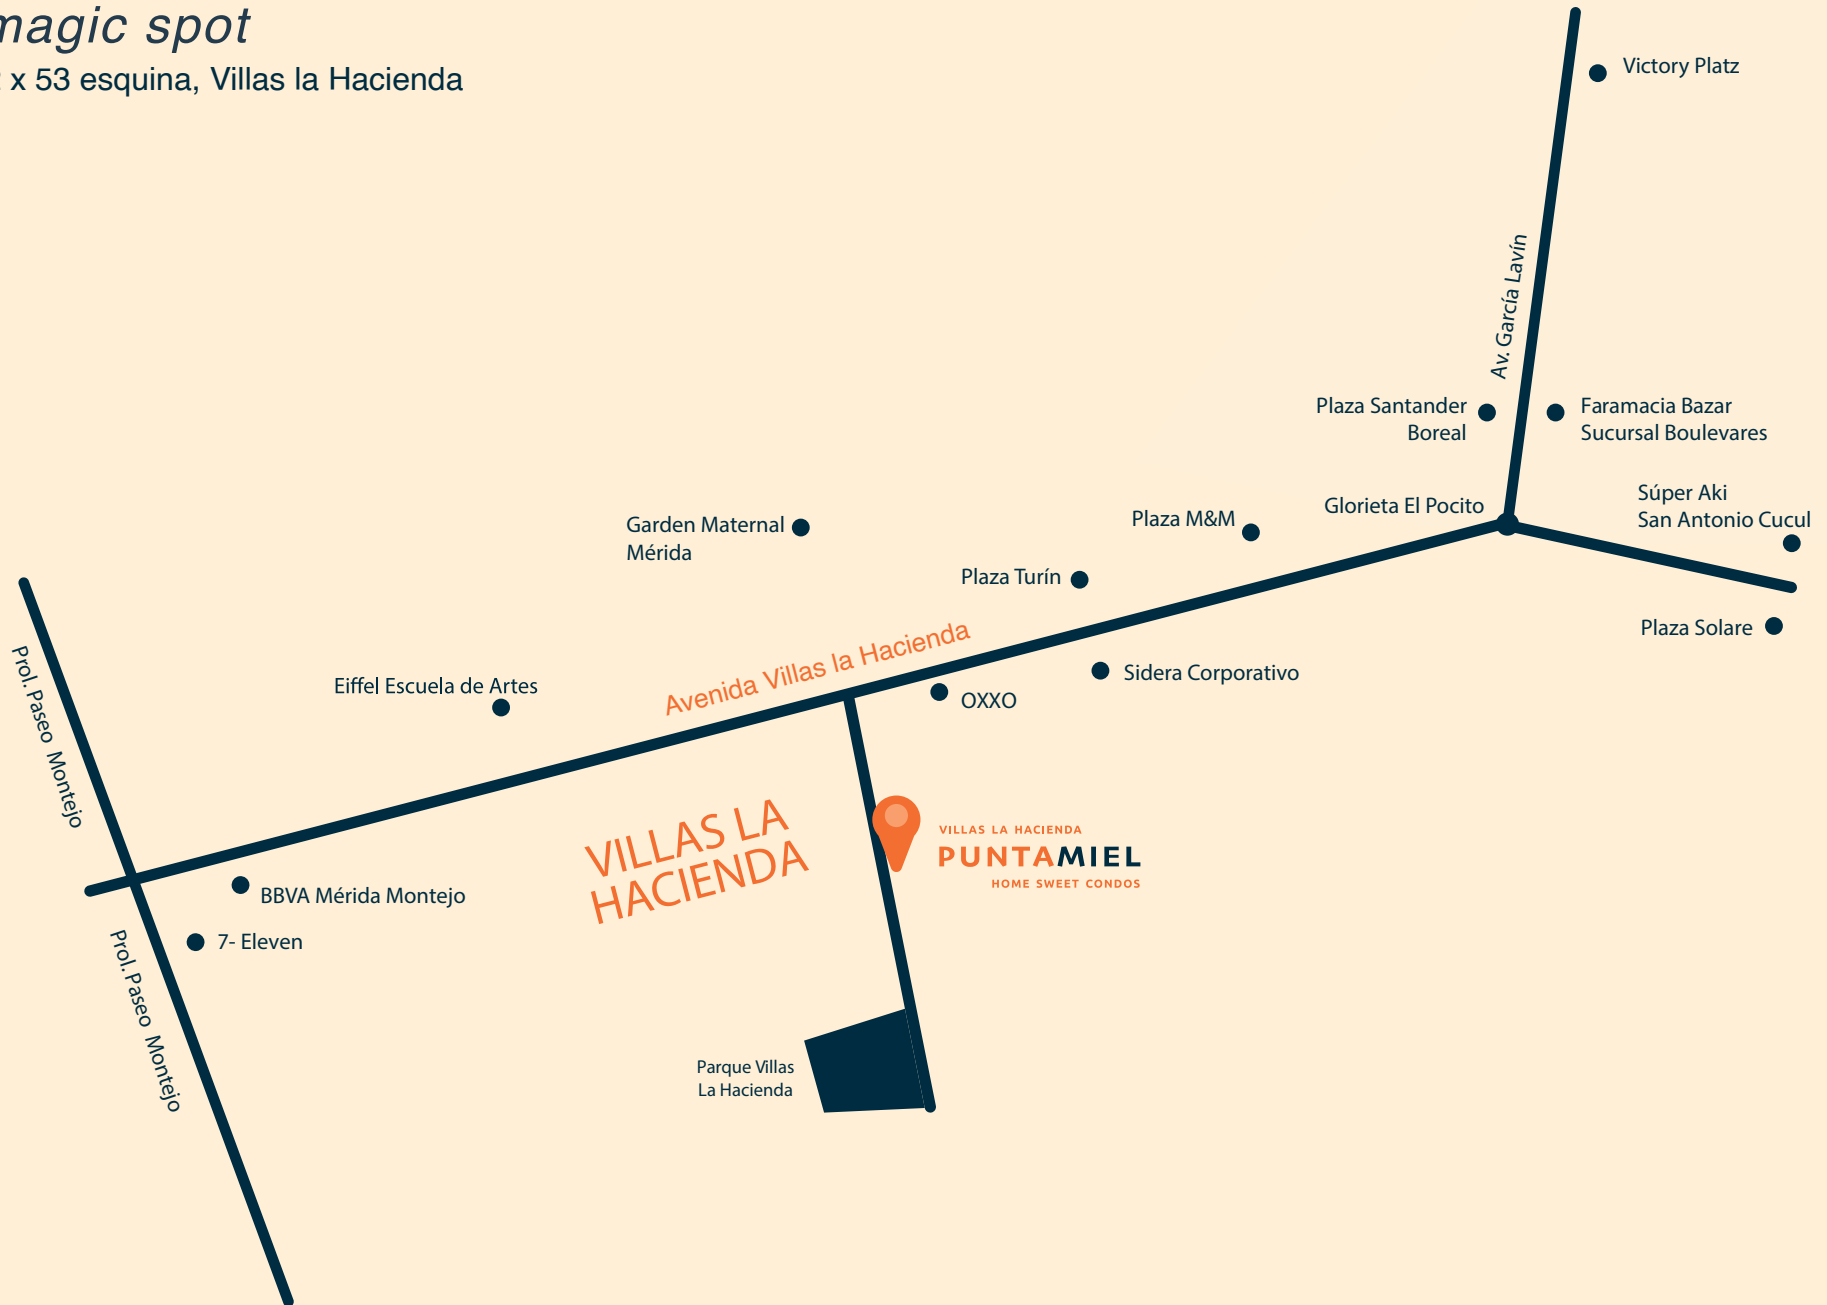 magic spot
x 53 esquina, Villas la Hacienda
Victory Platz
Av. García Lavín
Plaza Santander
Boreal
Faramacia Bazar
Sucursal Boulevares
Súper Aki
San Antonio Cucul
Glorieta El Pocito
Plaza M&M
Garden Maternal
Mérida
Plaza Turín
Plaza Solare
Avenida Villas la Hacienda
Sidera Corporativo
OXXO
Eiffel Escuela de Artes
Prol. Paseo Montejo
VILLAS LA
HACIENDA
VILLAS LA HACIENDA
PUNTAMIEL
HOME SWEET CONDOS
BBVA Mérida Montejo
7- Eleven
Prol. Paseo Montejo
Parque Villas
La Hacienda